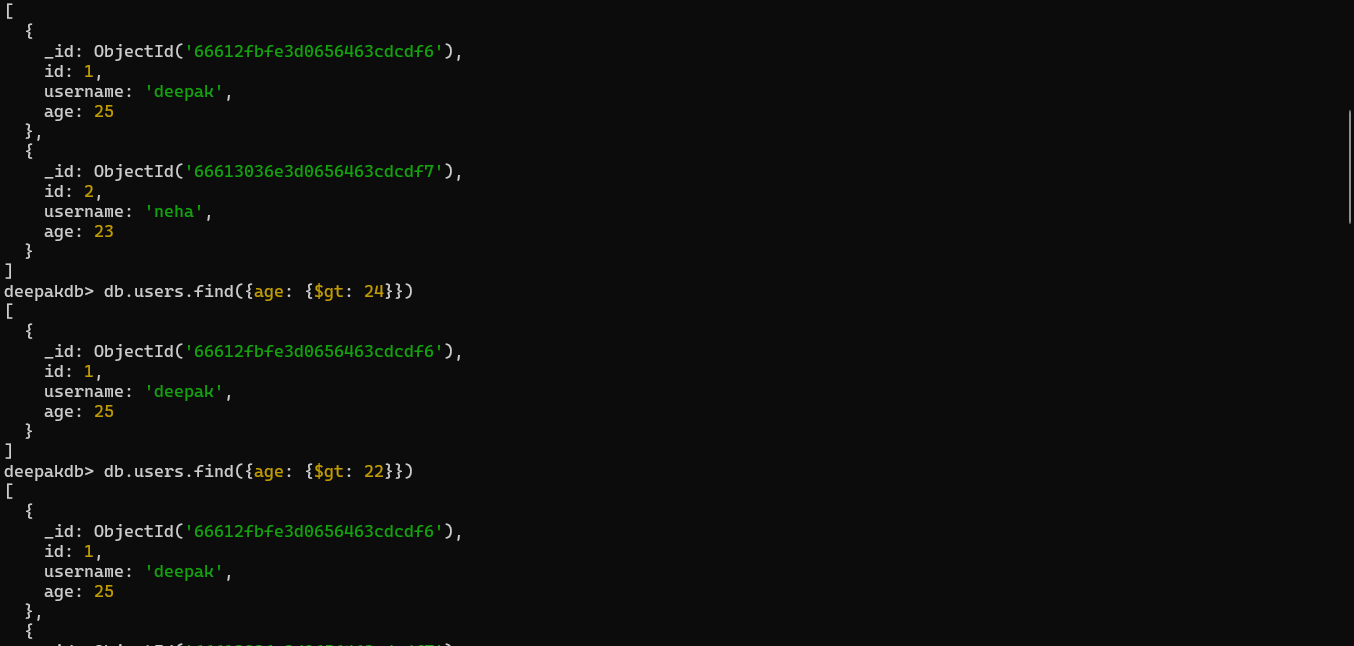 [
  {
    _id: ObjectId('66612fbfe3d0656463cdcdf6'),
    id: 1,
    username: 'deepak',
    age: 25
  },
  {
    _id: ObjectId('66613036e3d0656463cdcdf7'),
    id: 2,
    username: 'neha',
    age: 23
  }
]
deepakdb> db.users.find({age: {$gt: 24}})
[
  {
    _id: ObjectId('66612fbfe3d0656463cdcdf6'),
    id: 1,
    username: 'deepak',
    age: 25
  }
]
deepakdb> db.users.find({age: {$gt: 22}})
[
  {
    _id: ObjectId('66612fbfe3d0656463cdcdf6'),
    id: 1,
    username: 'deepak',
    age: 25
  },
  {